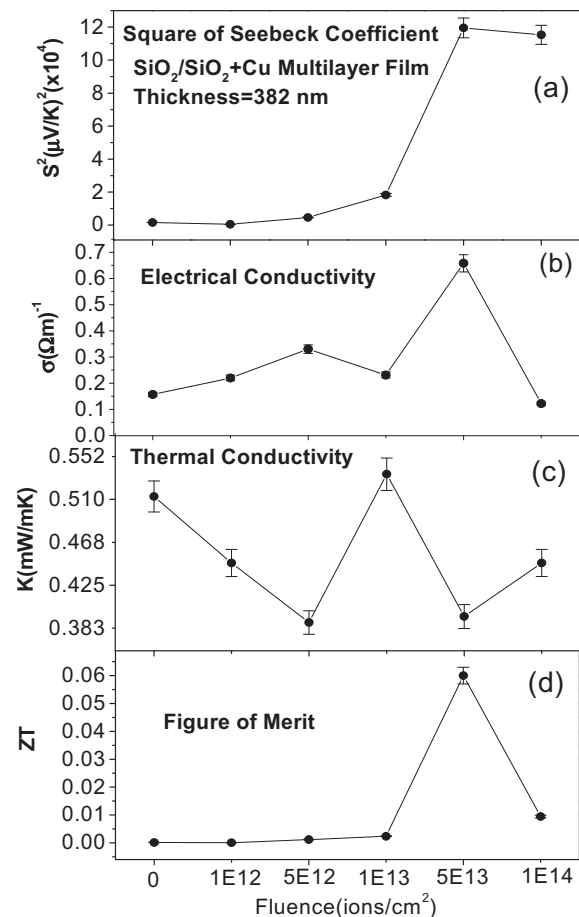 12
10
8
6
4
2
0
S²(μV/K)²(x10⁴)
Square of Seebeck Coefficient
SiO₂/SiO₂+Cu Multilayer Film
Thickness=382 nm
(a)
0.7
0.6
0.5
0.4
0.3
0.2
0.1
0.0
σ(Ωm)⁻¹
Electrical Conductivity
(b)
0.552
0.510
0.468
0.425
0.383
K(mW/mK)
Thermal Conductivity
(c)
0.06
0.05
0.04
0.03
0.02
0.01
0.00
ZT
Figure of Merit
(d)
0 1E12 5E12 1E13 5E13 1E14
Fluence(ions/cm²)